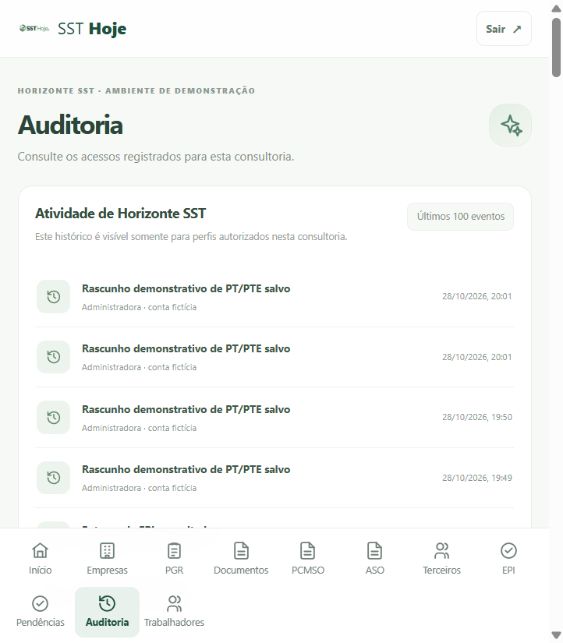 SST Hoje
SST Hoje
Sair ↗
HORIZONTE SST • AMBIENTE DE DEMONSTRAÇÃO
Auditoria
Consulte os acessos registrados para esta consultoria.
Atividade de Horizonte SST
Últimos 100 eventos
Este histórico é visível somente para perfis autorizados nesta consultoria.
Rascunho demonstrativo de PT/PTE salvo
28/10/2026, 20:01
Administradora · conta fictícia
Rascunho demonstrativo de PT/PTE salvo
28/10/2026, 20:01
Administradora · conta fictícia
Rascunho demonstrativo de PT/PTE salvo
28/10/2026, 19:50
Administradora · conta fictícia
Rascunho demonstrativo de PT/PTE salvo
28/10/2026, 19:49
Administradora · conta fictícia
Início Empresas PGR Documentos PCMSO ASO Terceiros EPI
Pendências Auditoria Trabalhadores